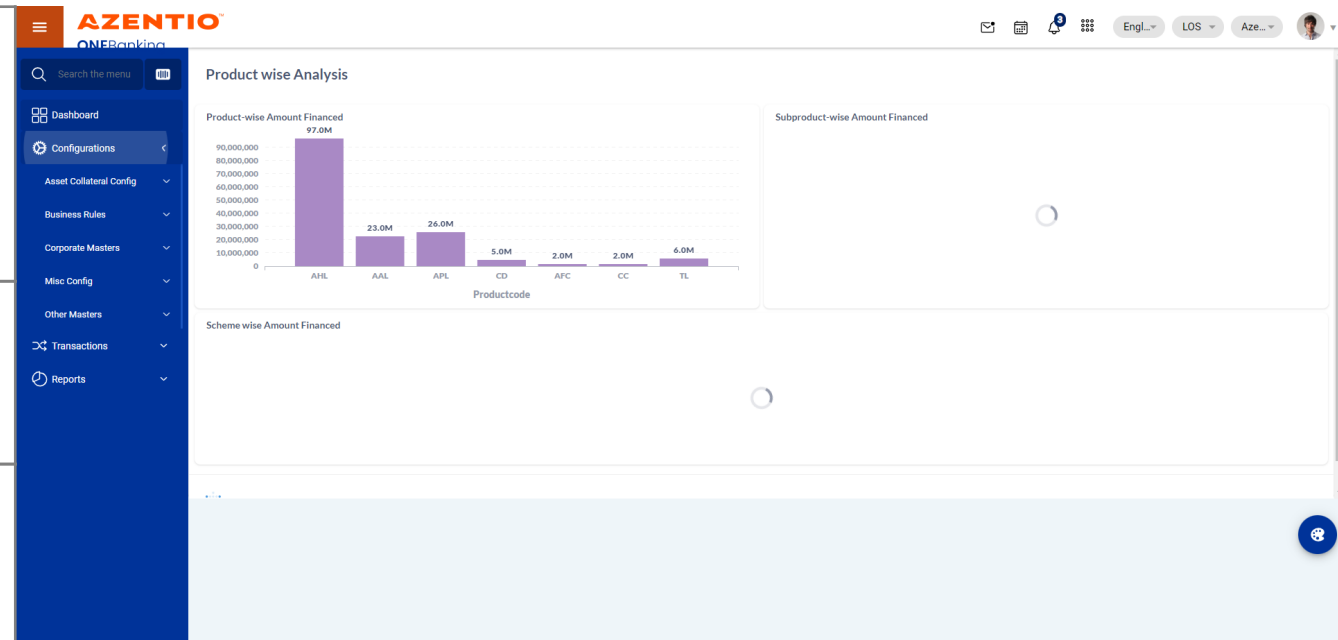 AZENTIO
ONEBanking
3
Engl...
LOS
Aze...
Search the menu
Dashboard
Configurations
Asset Collateral Config
Business Rules
Corporate Masters
Misc Config
Other Masters
Transactions
Reports
Product wise Analysis
Product-wise Amount Financed
97.0M
90,000,000
80,000,000
70,000,000
60,000,000
50,000,000
40,000,000
30,000,000
20,000,000
10,000,000
0
23.0M
26.0M
5.0M
2.0M
2.0M
6.0M
AHL AAL APL CD AFC CC TL
Productcode
Subproduct-wise Amount Financed
Scheme wise Amount Financed